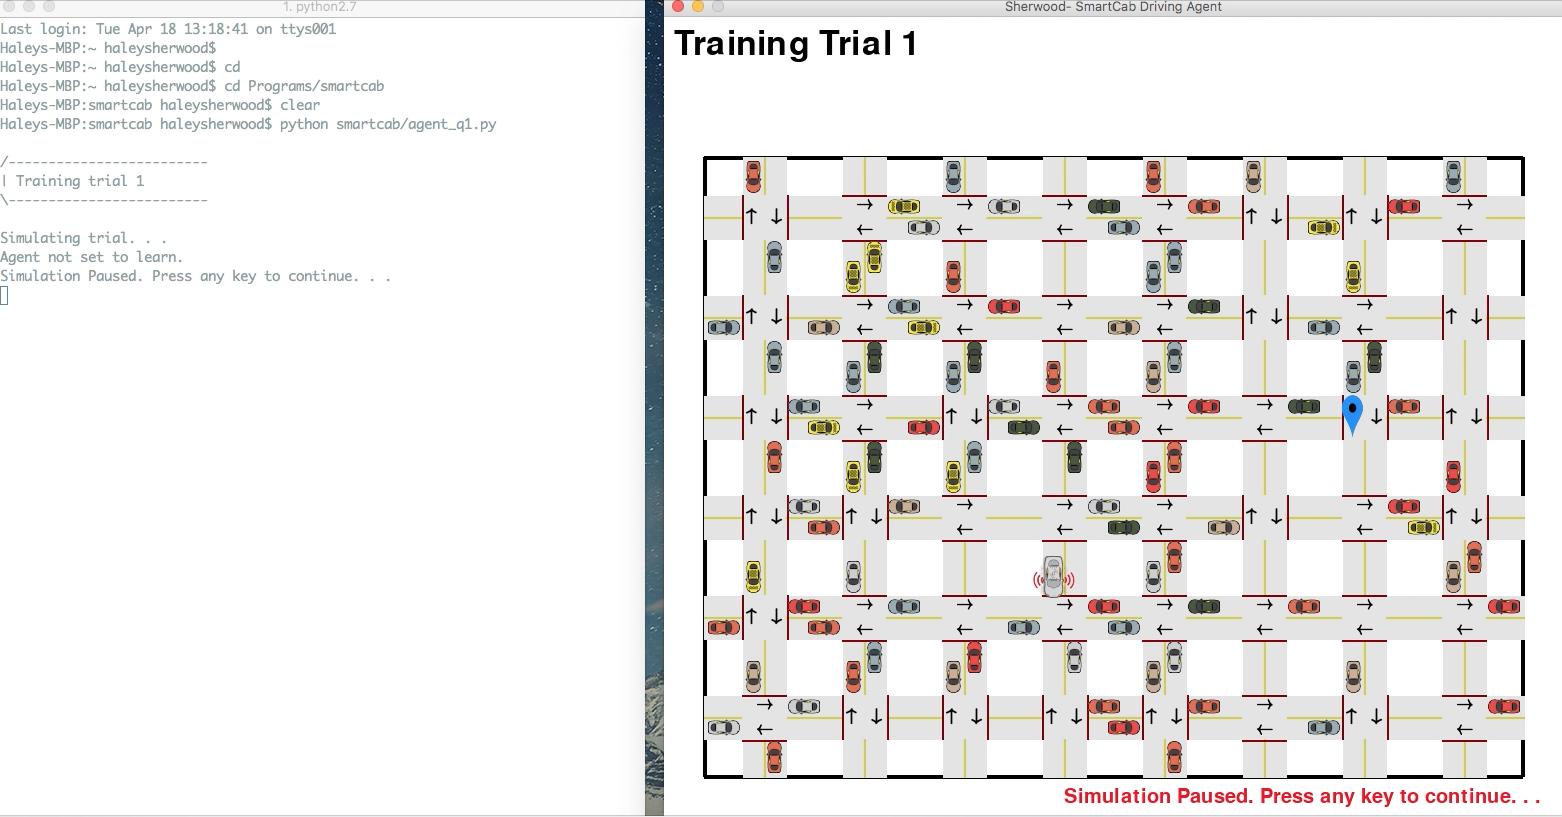 1. python2.7
Last login: Tue Apr 18 13:18:41 on ttys001
Haleys-MBP:~ haleysherwood$
Haleys-MBP:~ haleysherwood$ cd
Haleys-MBP:~ haleysherwood$ cd Programs/smartcab
Haleys-MBP:smartcab haleysherwood$ clear
Haleys-MBP:smartcab haleysherwood$ python smartcab/agent_q1.py
/-------------------------
| Training trial 1
\-------------------------
Simulating trial. . .
Agent not set to learn.
Simulation Paused. Press any key to continue. . .
Sherwood- SmartCab Driving Agent
Training Trial 1
Simulation Paused. Press any key to continue. . .